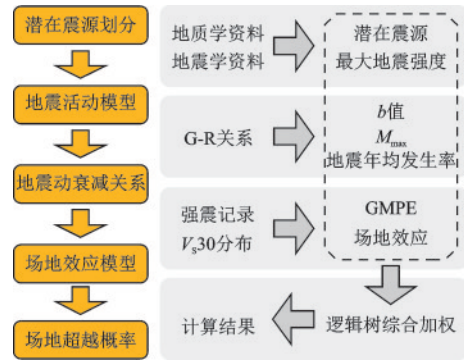 潜在震源划分
地震活动模型
地震动衰减关系
场地效应模型
场地超越概率
地质学资料
地震学资料
潜在震源
最大地震强度
G-R关系
b值
Mmax
地震年均发生率
强震记录
Vs30分布
GMPE
场地效应
计算结果
逻辑树综合加权